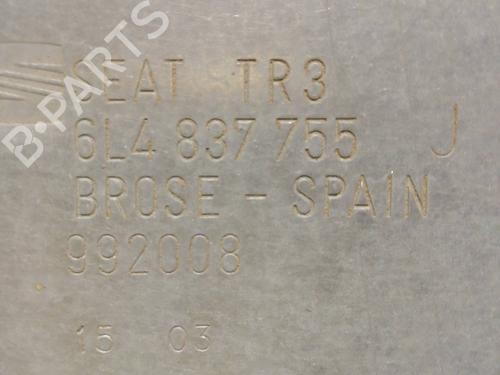 SEAT TR3
6L4 837 755 J
BROSE - SPAIN
992008
15 03
B-PARTS